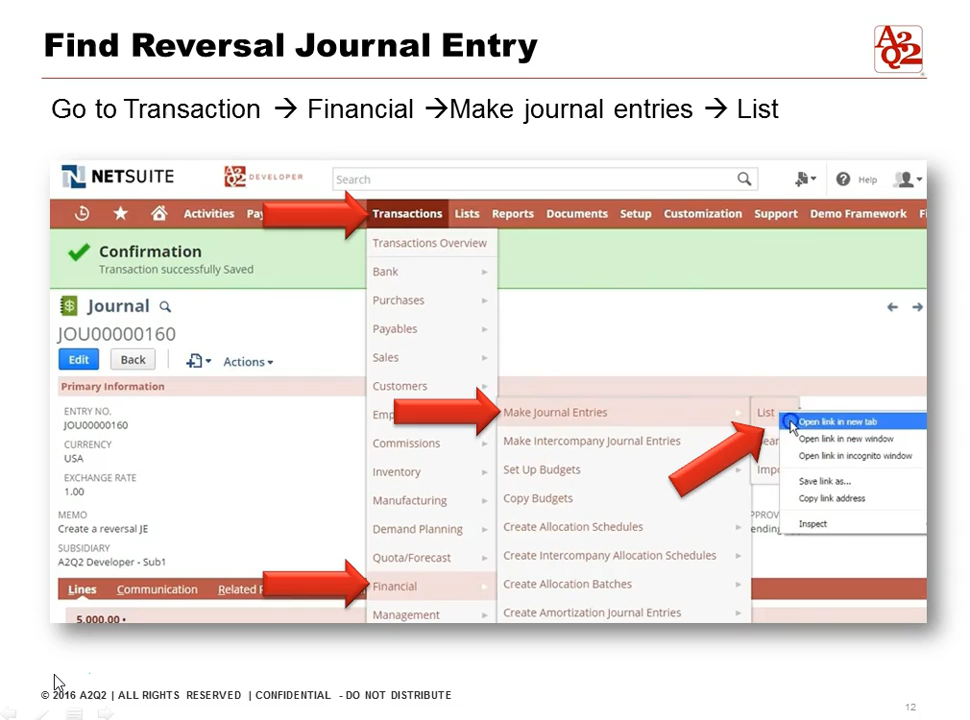 Find Reversal Journal Entry
A2Q2
Go to Transaction → Financial →Make journal entries → List
NETSUITE
A2Q2 DEVELOPER
Search
Help
Activities
Transactions Lists Reports Documents Setup Customization Support Demo Framework
Confirmation
Transaction successfully Saved
Transactions Overview
Bank
Purchases
Payables
Sales
Customers
Commissions
Inventory
Manufacturing
Demand Planning
Quota/Forecast
Financial
Management
Journal
JOU00000160
Edit Back Actions
Primary Information
ENTRY NO.
JOU00000160
CURRENCY
USA
EXCHANGE RATE
1.00
MEMO
Create a reversal JE
SUBSIDIARY
A2Q2 Developer - Sub1
Lines Communication Related
5,000.00 •
Make Journal Entries
Make Intercompany Journal Entries
Set Up Budgets
Copy Budgets
Create Allocation Schedules
Create Intercompany Allocation Schedules
Create Allocation Batches
Create Amortization Journal Entries
List
Open link in new tab
Open link in new window
Open link in incognito window
Save link as...
Copy link address
Inspect
© 2016 A2Q2 | ALL RIGHTS RESERVED | CONFIDENTIAL - DO NOT DISTRIBUTE
12